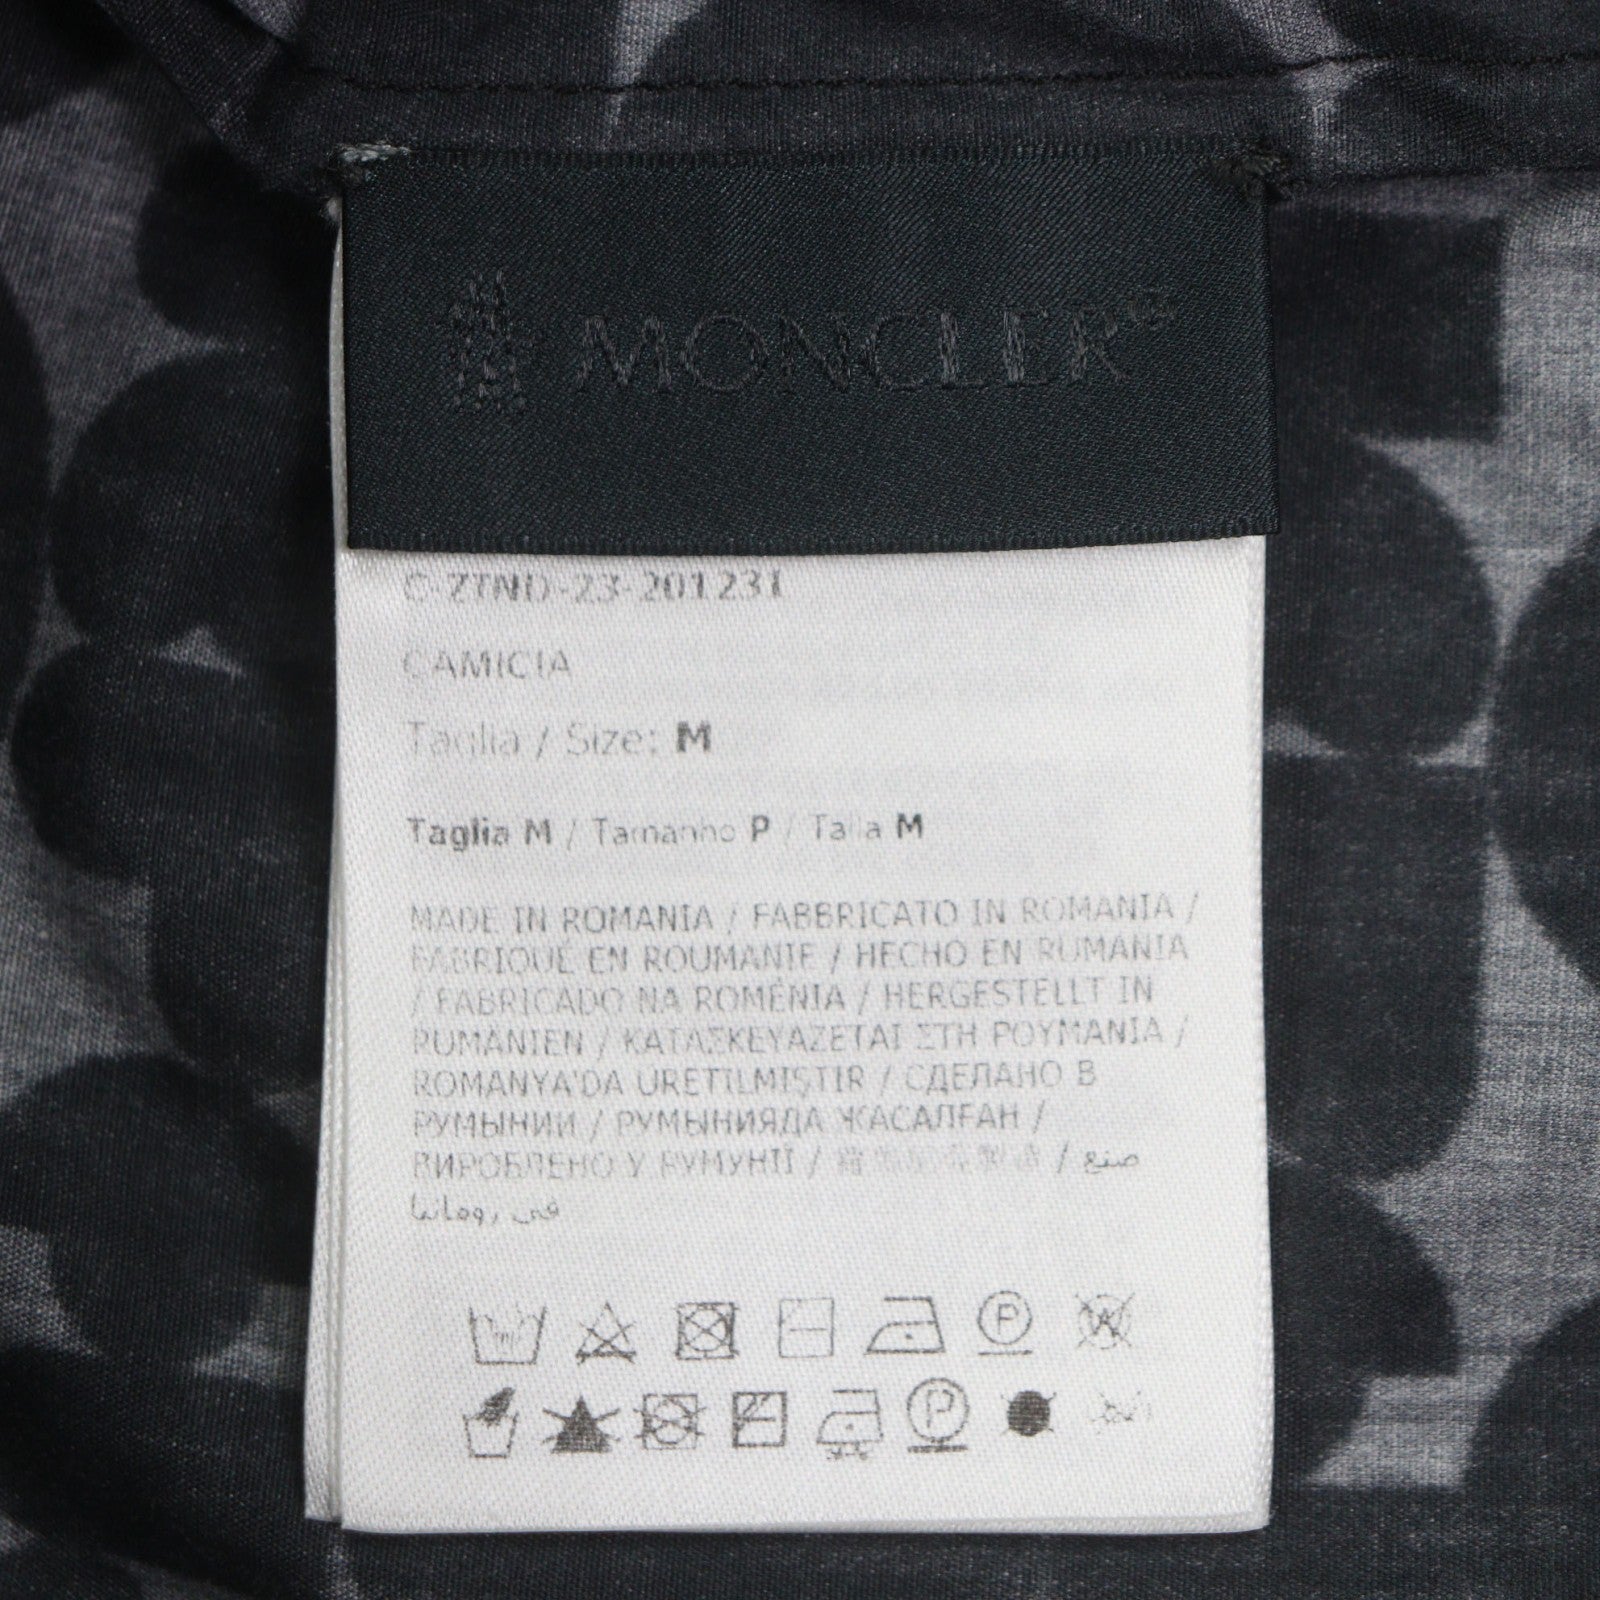 MONCLER
C-ZTND-23-201231
CAMICIA
Taglia / Size: M
Taglia M / Tamanho P / Talla M
MADE IN ROMANIA / FABBRICATO IN ROMANIA /
FABRIQUÉ EN ROUMANIE / HECHO EN RUMANIA
/ FABRICADO NA ROMÉNIA / HERGESTELLT IN
RUMÄNIEN / ΚΑΤΑΣΚΕΥΑΖΕΤΑΙ ΣΤΗ ΡΟΥΜΑΝΙΑ /
ROMANYA'DA URETILMIŞTIR / СДЕЛАНО В
РУМЫНИИ / РУМЫНИЯДА ЖАСАЛҒАН /
ВИРОБЛЕНО У РУМУНІЇ / / صنع
في رومانيا
P W
P